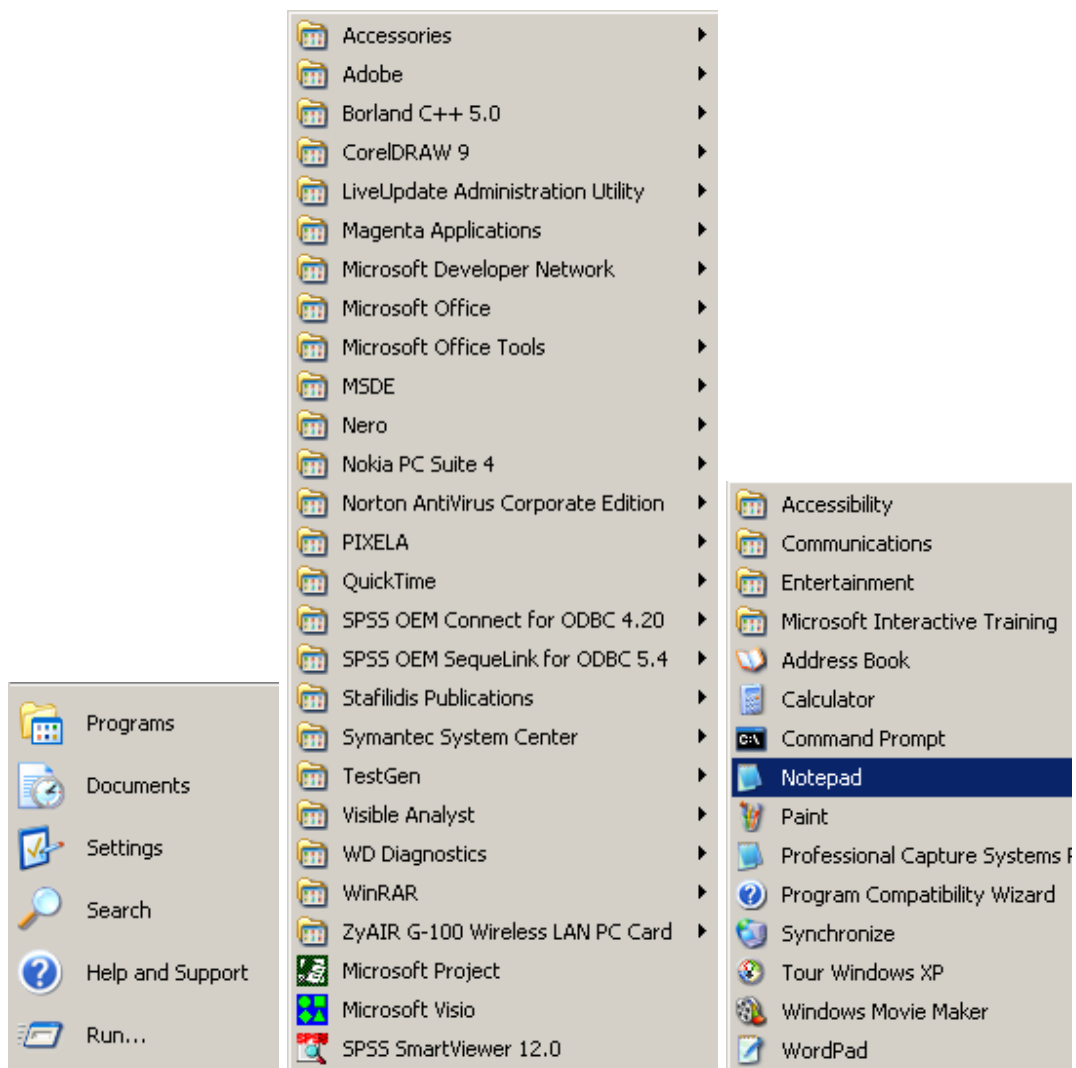 Programs
Documents
Settings
Search
Help and Support
Run...
Accessories
Adobe
Borland C++ 5.0
CorelDRAW 9
LiveUpdate Administration Utility
Magenta Applications
Microsoft Developer Network
Microsoft Office
Microsoft Office Tools
MSDE
Nero
Nokia PC Suite 4
Norton AntiVirus Corporate Edition
PIXELA
QuickTime
SPSS OEM Connect for ODBC 4.20
SPSS OEM SequeLink for ODBC 5.4
Stafilidis Publications
Symantec System Center
TestGen
Visible Analyst
WD Diagnostics
WinRAR
ZyAIR G-100 Wireless LAN PC Card
Microsoft Project
Microsoft Visio
SPSS SmartViewer 12.0
Accessibility
Communications
Entertainment
Microsoft Interactive Training
Address Book
Calculator
C:\
Command Prompt
Notepad
Paint
Professional Capture Systems
Program Compatibility Wizard
Synchronize
Tour Windows XP
Windows Movie Maker
WordPad